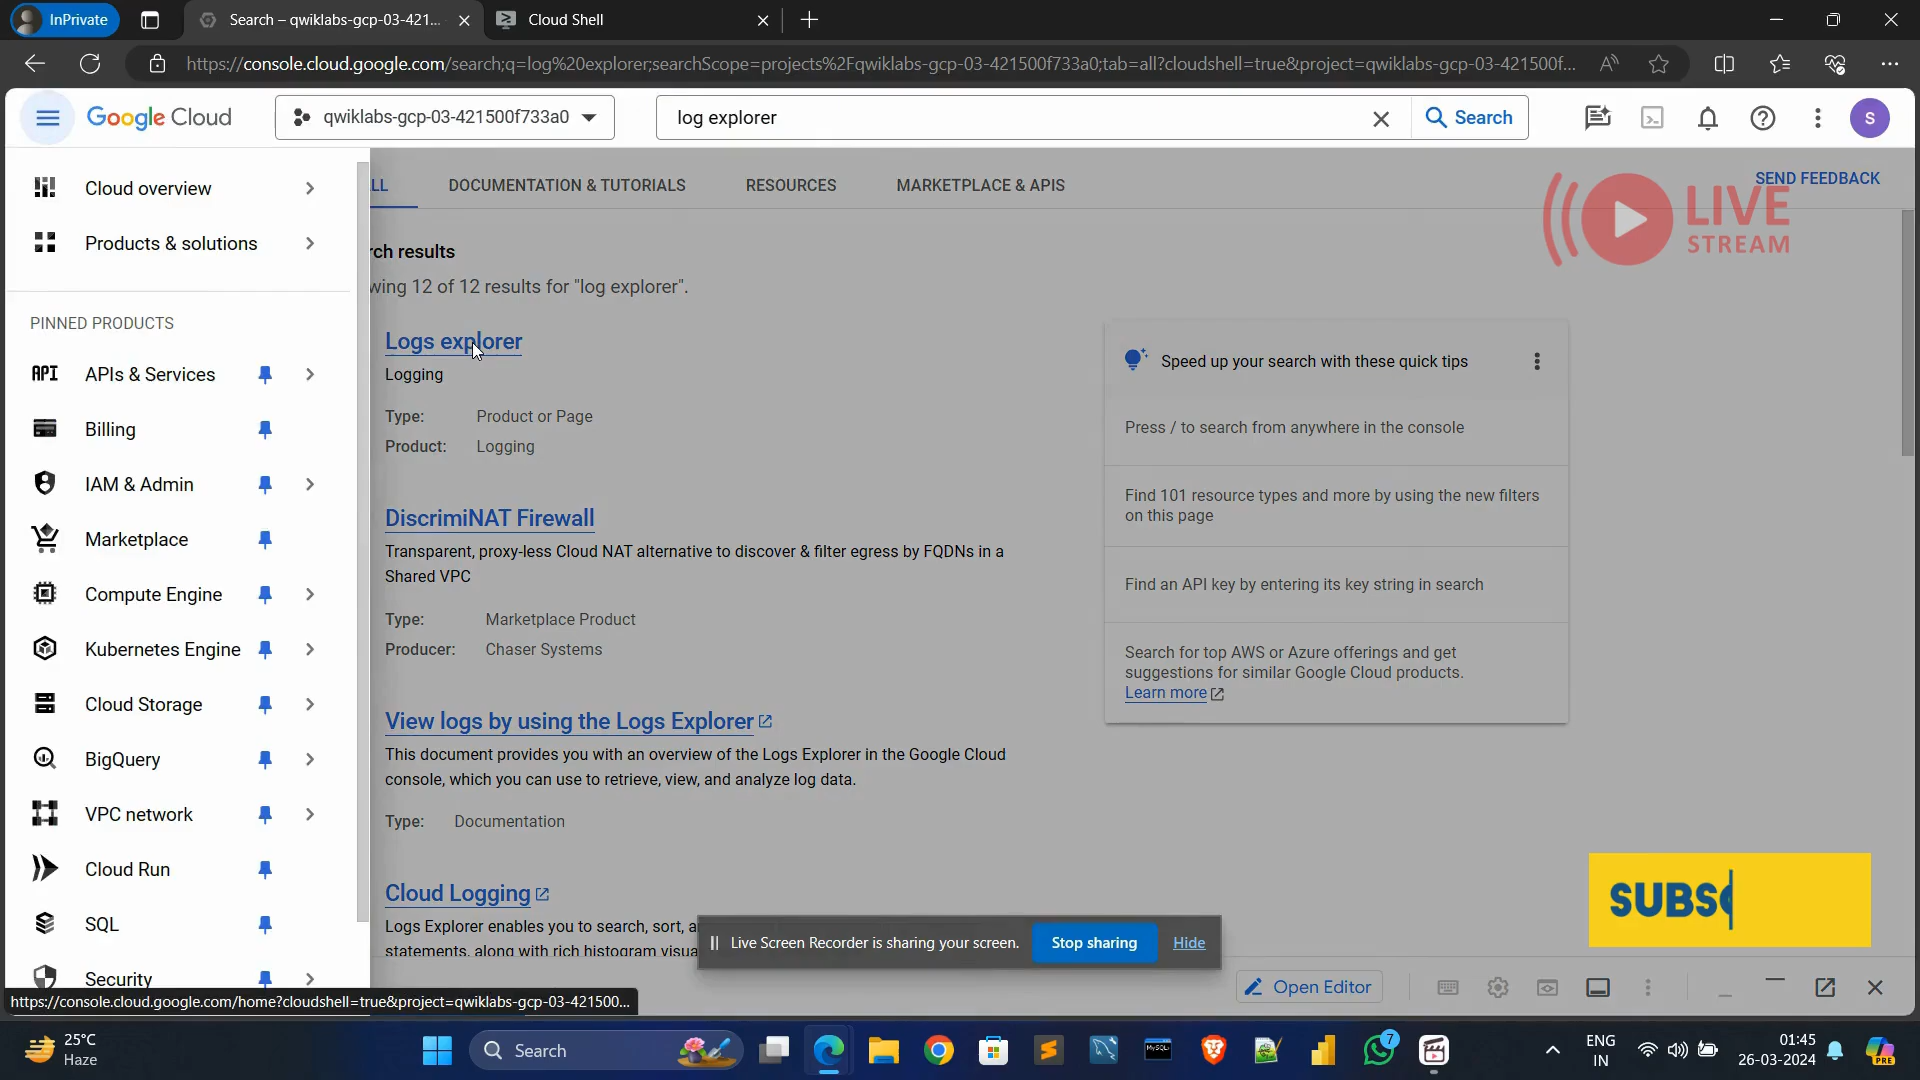 InPrivate
Search – qwiklabs-gcp-03-421...
Cloud Shell
https://console.cloud.google.com/search;q=log%20explorer;searchScope=projects%2Fqwiklabs-gcp-03-421500f733a0;tab=all?cloudshell=true&project=qwiklabs-gcp-03-421500f...
Google Cloud
qwiklabs-gcp-03-421500f733a0
log explorer
Search
S
Cloud overview
Products & solutions
PINNED PRODUCTS
API APIs & Services
Billing
IAM & Admin
Marketplace
Compute Engine
Kubernetes Engine
Cloud Storage
BigQuery
VPC network
Cloud Run
SQL
Security
https://console.cloud.google.com/home?cloudshell=true&project=qwiklabs-gcp-03-421500...
LL
DOCUMENTATION & TUTORIALS
RESOURCES
MARKETPLACE & APIS
SEND FEEDBACK
LIVE
STREAM
rch results
wing 12 of 12 results for "log explorer".
Logs explorer
Logging
Type: Product or Page
Product: Logging
DiscrimiNAT Firewall
Transparent, proxy-less Cloud NAT alternative to discover & filter egress by FQDNs in a
Shared VPC
Type: Marketplace Product
Producer: Chaser Systems
View logs by using the Logs Explorer
This document provides you with an overview of the Logs Explorer in the Google Cloud
console, which you can use to retrieve, view, and analyze log data.
Type: Documentation
Cloud Logging
Logs Explorer enables you to search, sort, a
statements, along with rich histogram visua
Speed up your search with these quick tips
Press / to search from anywhere in the console
Find 101 resource types and more by using the new filters
on this page
Find an API key by entering its key string in search
Search for top AWS or Azure offerings and get
suggestions for similar Google Cloud products.
Learn more
SUBSC
Live Screen Recorder is sharing your screen.
Stop sharing
Hide
Open Editor
25°C
Haze
Search
MySQL
7
ENG
IN
01:45
26-03-2024
PRE